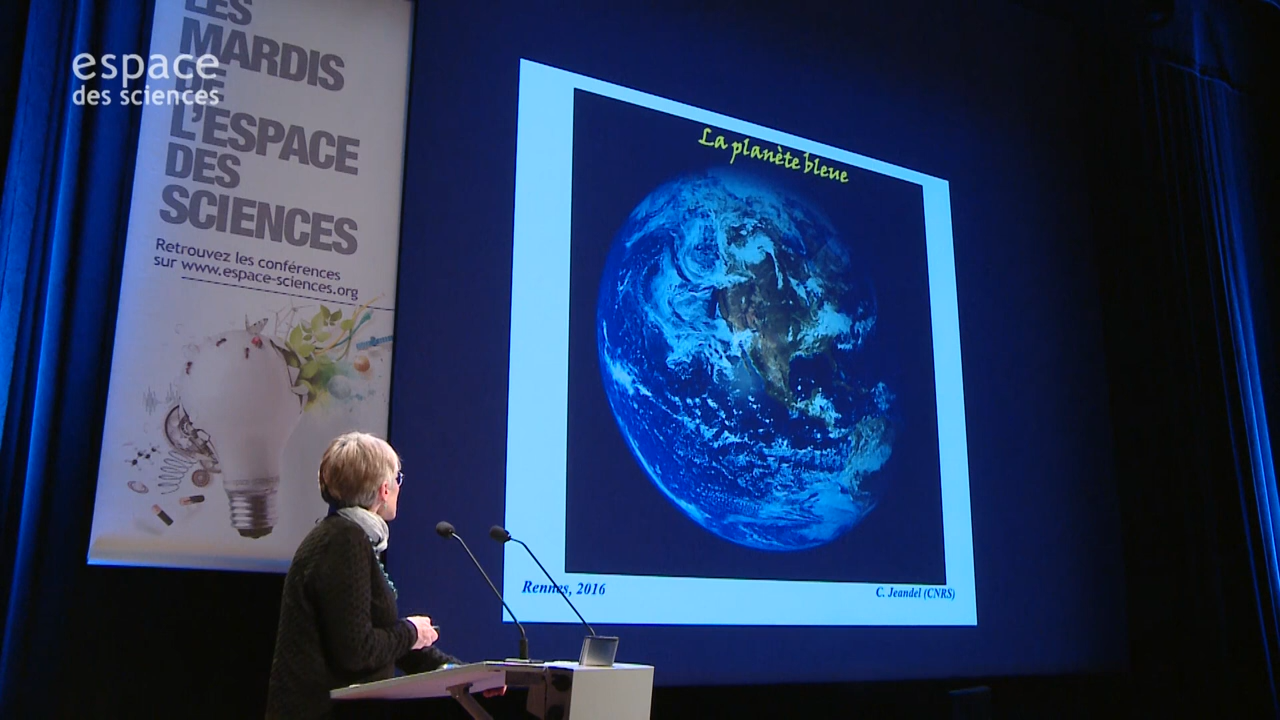 LES
MARDIS
DE
L'ESPACE
DES
SCIENCES
Retrouvez les conférences
sur www.espace-sciences.org
espace
des sciences
La planète bleue
Rennes, 2016
C. Jeandel (CNRS)